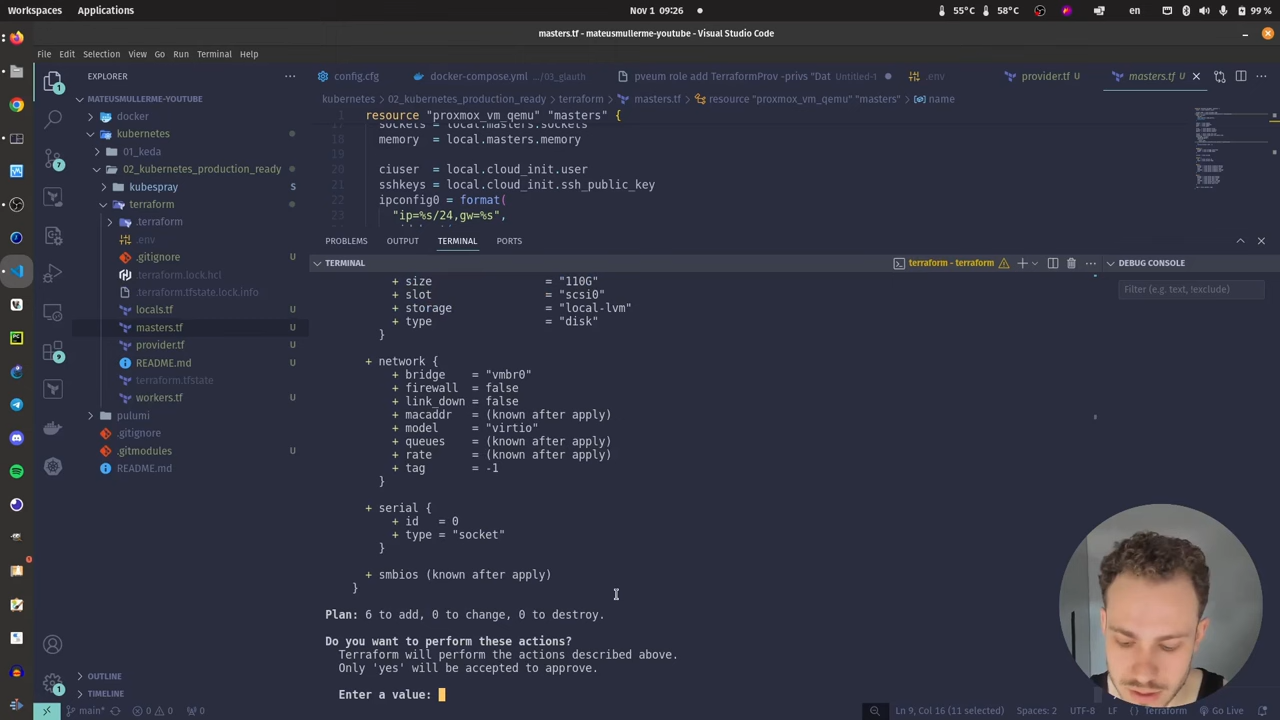 Workspaces Applications
Nov 1 09:26
55°C 58°C en 99 %
masters.tf - mateusmullerme-youtube - Visual Studio Code
File Edit Selection View Go Run Terminal Help
EXPLORER
config.cfg docker-compose.yml .../03_glauth pveum role add TerraformProv -privs "Dat Untitled-1 .env provider.tf U masters.tf U
MATEUSMULLERME-YOUTUBE
kubernetes > 02_kubernetes_production_ready > terraform > masters.tf > resource "proxmox_vm_qemu" "masters" > name
docker
kubernetes
01_keda
02_kubernetes_production_ready
kubespray S
terraform
.terraform
.env
.gitignore U
.terraform.lock.hcl
.terraform.tfstate.lock.info
locals.tf U
masters.tf U
provider.tf U
README.md U
terraform.tfstate
workers.tf U
pulumi
.gitignore
.gitmodules U
README.md
OUTLINE
TIMELINE
1 resource "proxmox_vm_qemu" "masters" {
17 sockets = local.masters.sockets
18 memory = local.masters.memory
19
20 ciuser = local.cloud_init.user
21 sshkeys = local.cloud_init.ssh_public_key
22 ipconfig0 = format(
23 "ip=%s/24,gw=%s",
PROBLEMS OUTPUT TERMINAL PORTS
TERMINAL
terraform - terraform
DEBUG CONSOLE
Filter (e.g. text, !exclude)
+ size = "110G"
+ slot = "scsi0"
+ storage = "local-lvm"
+ type = "disk"
}
+ network {
+ bridge = "vmbr0"
+ firewall = false
+ link_down = false
+ macaddr = (known after apply)
+ model = "virtio"
+ queues = (known after apply)
+ rate = (known after apply)
+ tag = -1
}
+ serial {
+ id = 0
+ type = "socket"
}
+ smbios (known after apply)
}
Plan: 6 to add, 0 to change, 0 to destroy.
Do you want to perform these actions?
Terraform will perform the actions described above.
Only 'yes' will be accepted to approve.
Enter a value:
1
7
9
1
main* 0 0 0
Ln 9, Col 16 (11 selected) Spaces: 2 UTF-8 LF Terraform Go Live